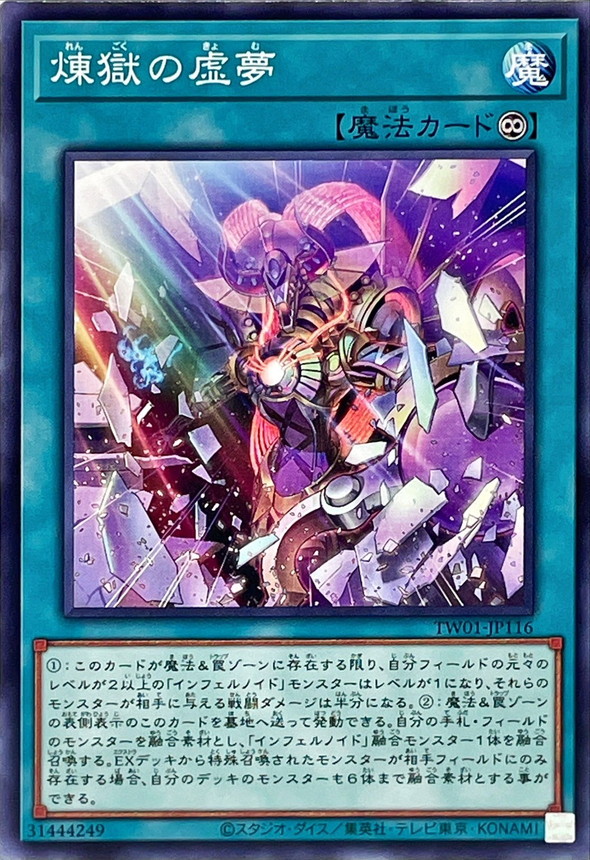 煉獄の虚夢
魔
【魔法カード♾】
TW01-JP116
①：このカードが魔法＆罠ゾーンに存在する限り、自分フィールドの元々の
レベルが２以上の「インフェルノイド」モンスターはレベルが１になり、それらの
モンスターが相手に与える戦闘ダメージは半分になる。②：魔法＆罠ゾーン
の表側表示のこのカードを墓地へ送って発動できる。自分の手札・フィールド
のモンスターを融合素材とし、「インフェルノイド」融合モンスター１体を融合
召喚する。EXデッキから特殊召喚されたモンスターが相手フィールドにのみ
存在する場合、自分のデッキのモンスターも６体まで融合素材とする事が
できる。
31444249
©スタジオ・ダイス／集英社・テレビ東京・KONAMI